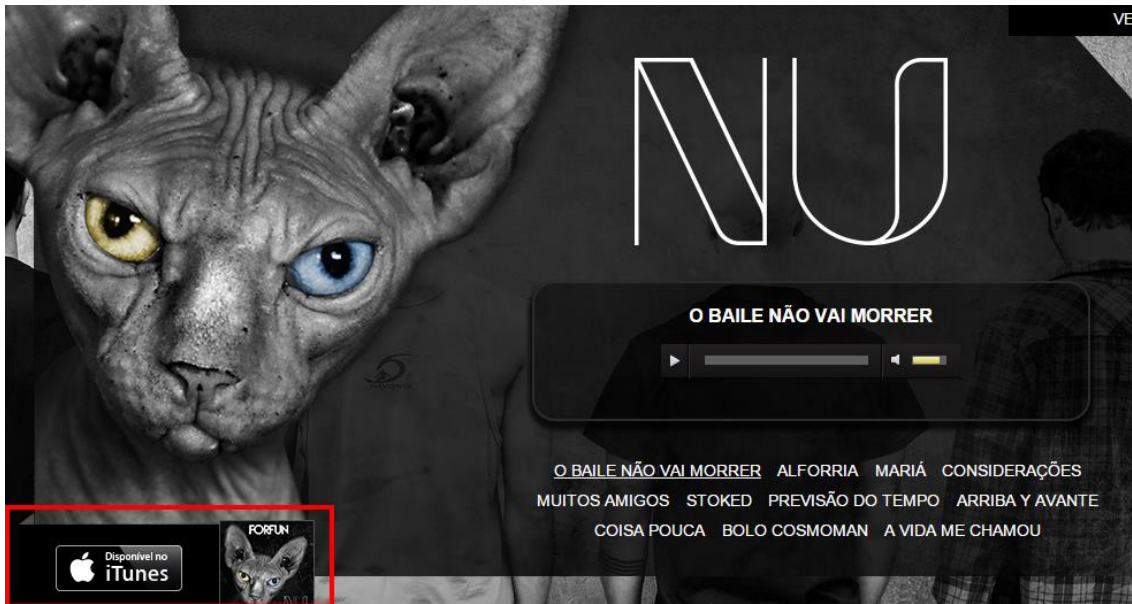 VE
NU
O BAILE NÃO VAI MORRER
O BAILE NÃO VAI MORRER ALFORRIA MARIÁ CONSIDERAÇÕES
MUITOS AMIGOS STOKED PREVISÃO DO TEMPO ARRIBA Y AVANTE
COISA POUCA BOLO COSMOMAN A VIDA ME CHAMOU
Disponível no
iTunes
FORFUN
NU